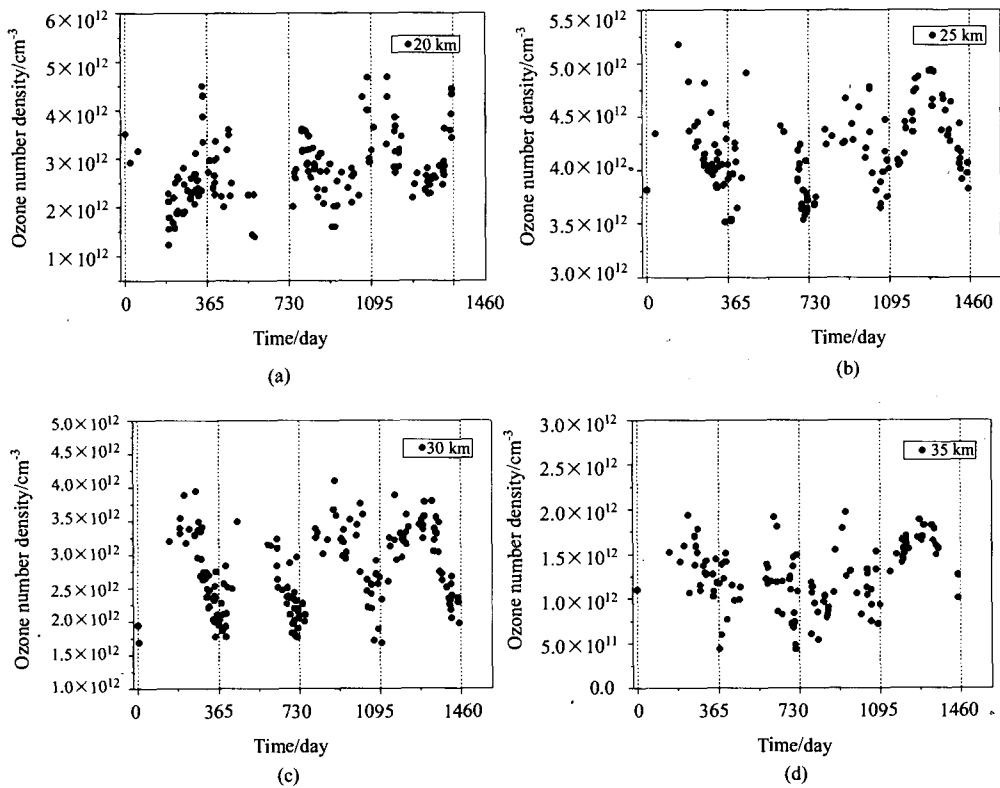 6×10¹²
5×10¹²
4×10¹²
3×10¹²
2×10¹²
1×10¹²
Ozone number density/cm⁻³
20 km
0 365 730 1095 1460
Time/day
(a)
5.5×10¹²
5.0×10¹²
4.5×10¹²
4.0×10¹²
3.5×10¹²
3.0×10¹²
Ozone number density/cm⁻³
25 km
0 365 730 1095 1460
Time/day
(b)
5.0×10¹²
4.5×10¹²
4.0×10¹²
3.5×10¹²
3.0×10¹²
2.5×10¹²
2.0×10¹²
1.5×10¹²
1.0×10¹²
Ozone number density/cm⁻³
30 km
0 365 730 1095 1460
Time/day
(c)
3.0×10¹²
2.5×10¹²
2.0×10¹²
1.5×10¹²
1.0×10¹²
5.0×10¹¹
0.0
Ozone number density/cm⁻³
35 km
0 365 730 1095 1460
Time/day
(d)